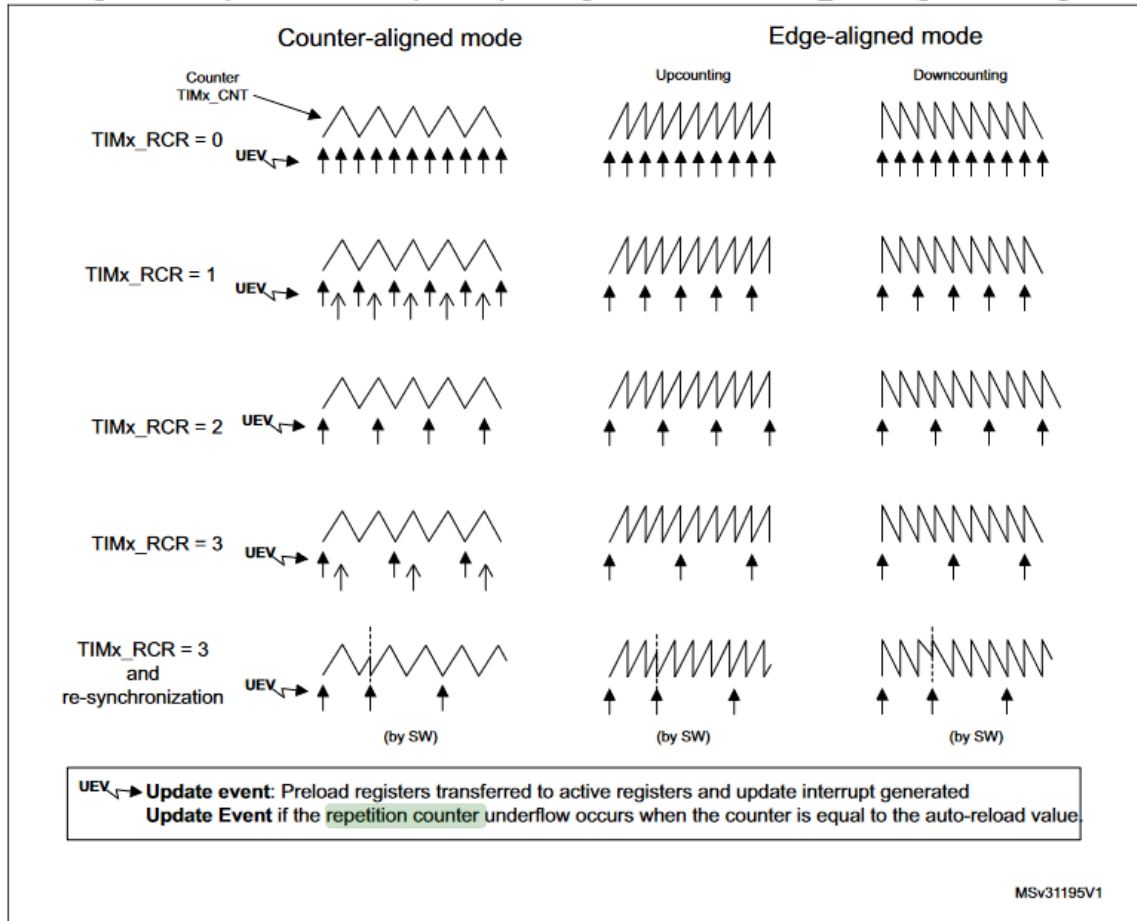 Counter-aligned mode
Edge-aligned mode
Counter
TIMx_CNT
Upcounting
Downcounting
TIMx_RCR = 0
UEV
TIMx_RCR = 1
UEV
TIMx_RCR = 2
UEV
TIMx_RCR = 3
UEV
TIMx_RCR = 3
and
re-synchronization
UEV
(by SW)
(by SW)
(by SW)
UEV Update event: Preload registers transferred to active registers and update interrupt generated
Update Event if the repetition counter underflow occurs when the counter is equal to the auto-reload value.
MSv31195V1